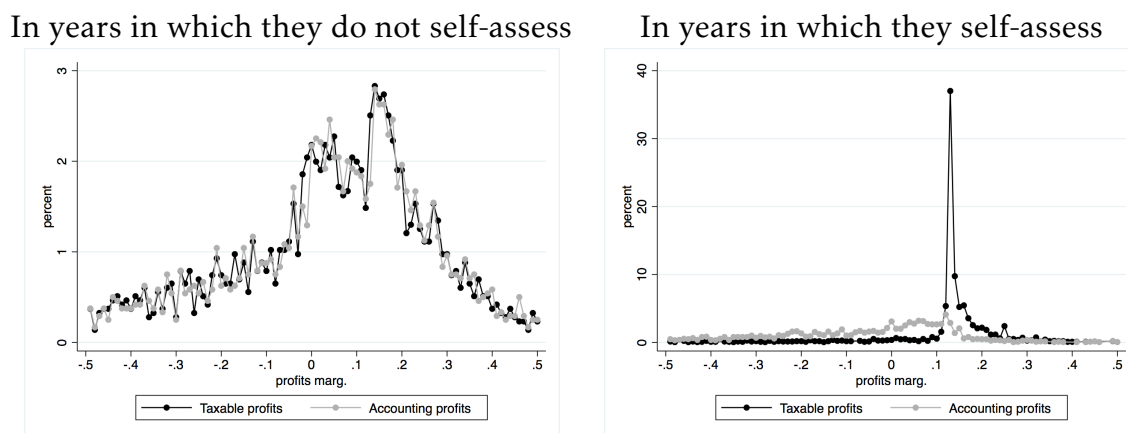 In years in which they do not self-assess
3
2
1
0
percent
-.5 -.4 -.3 -.2 -.1 0 .1 .2 .3 .4 .5
profits marg.
Taxable profits Accounting profits
In years in which they self-assess
40
30
20
10
0
percent
-.5 -.4 -.3 -.2 -.1 0 .1 .2 .3 .4 .5
profits marg.
Taxable profits Accounting profits